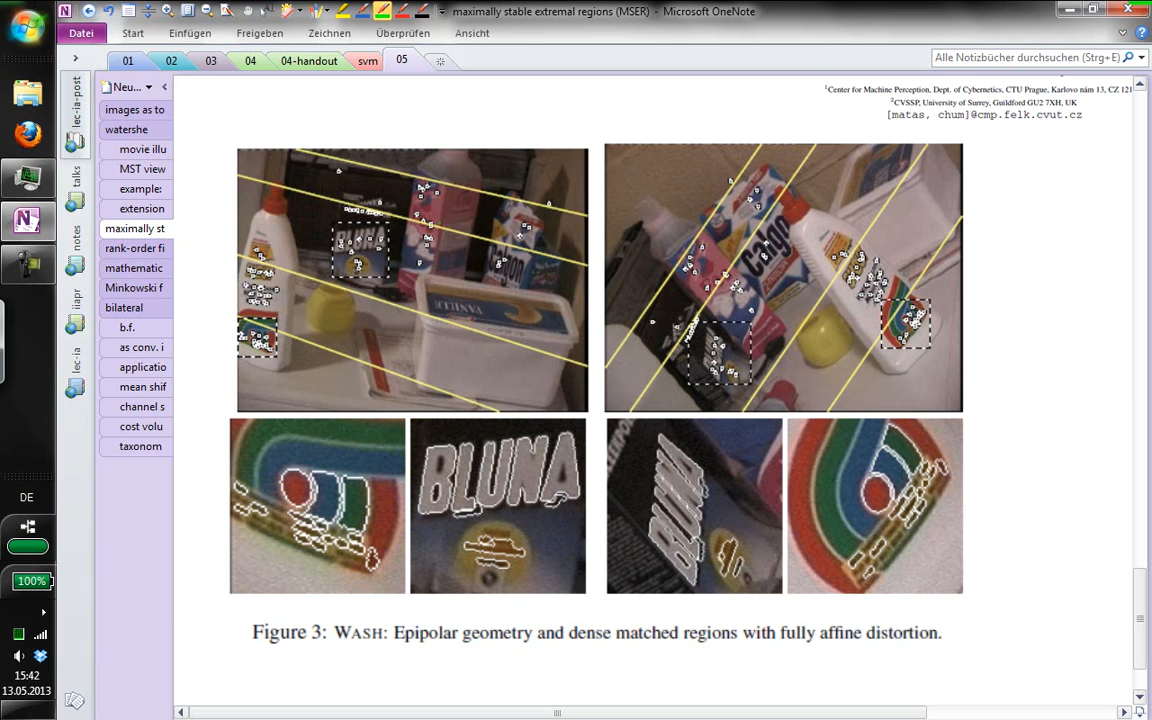 maximally stable extremal regions (MSER) - Microsoft OneNote
Datei Start Einfügen Freigeben Zeichnen Überprüfen Ansicht
01 02 03 04 04-handout svm 05
Alle Notizbücher durchsuchen (Strg+E)
Neu...
images as to
watershe
movie illu
MST view
example:
extension
maximally st
rank-order fi
mathematic
Minkowski f
bilateral
b.f.
as conv. i
applicatio
mean shif
channel s
cost volu
taxonom
lec-ia-post
talks
notes
iiapr
lec-ia
1Center for Machine Perception, Dept. of Cybernetics, CTU Prague, Karlovo nám 13, CZ 121
2CVSSP, University of Surrey, Guildford GU2 7XH, UK
[matas, chum]@cmp.felk.cvut.cz
BLUNA
Cango
VANILLE
Cango
BLUNA
BLUNA
BLUNA
Figure 3: WASH: Epipolar geometry and dense matched regions with fully affine distortion.
DE
100%
15:42
13.05.2013